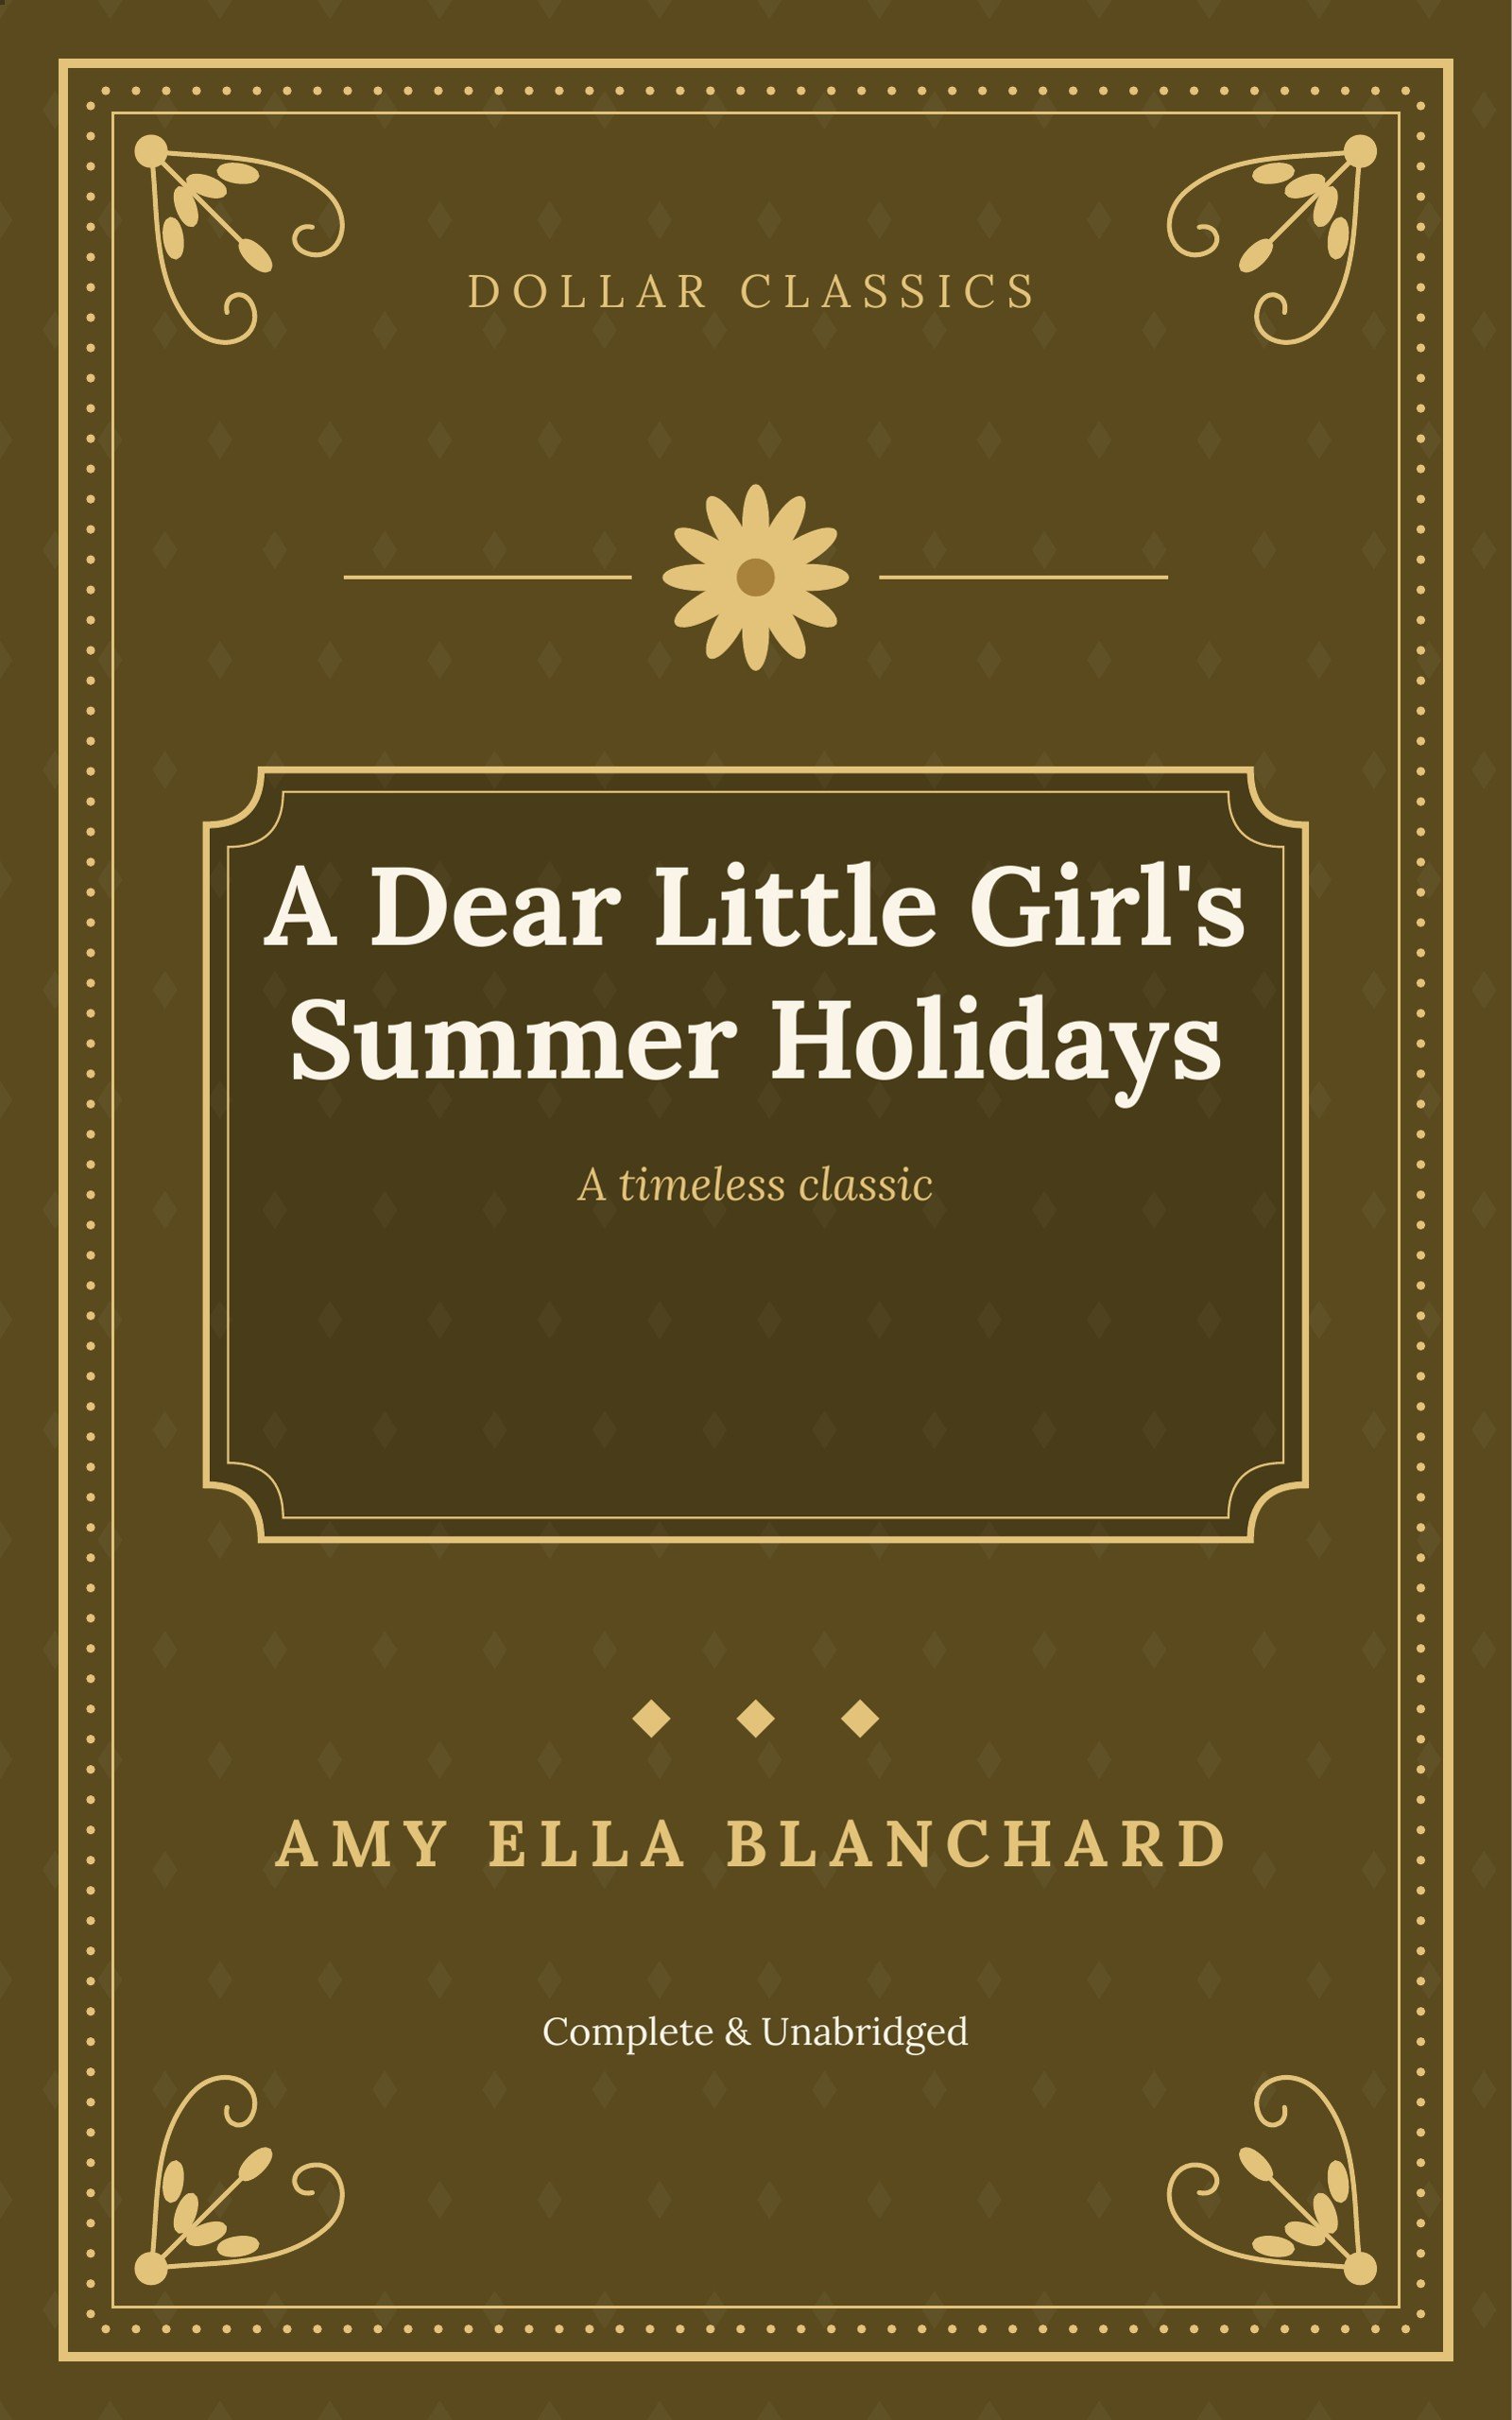 DOLLAR CLASSICS
A Dear Little Girl's
Summer Holidays
A timeless classic
AMY ELLA BLANCHARD
Complete & Unabridged